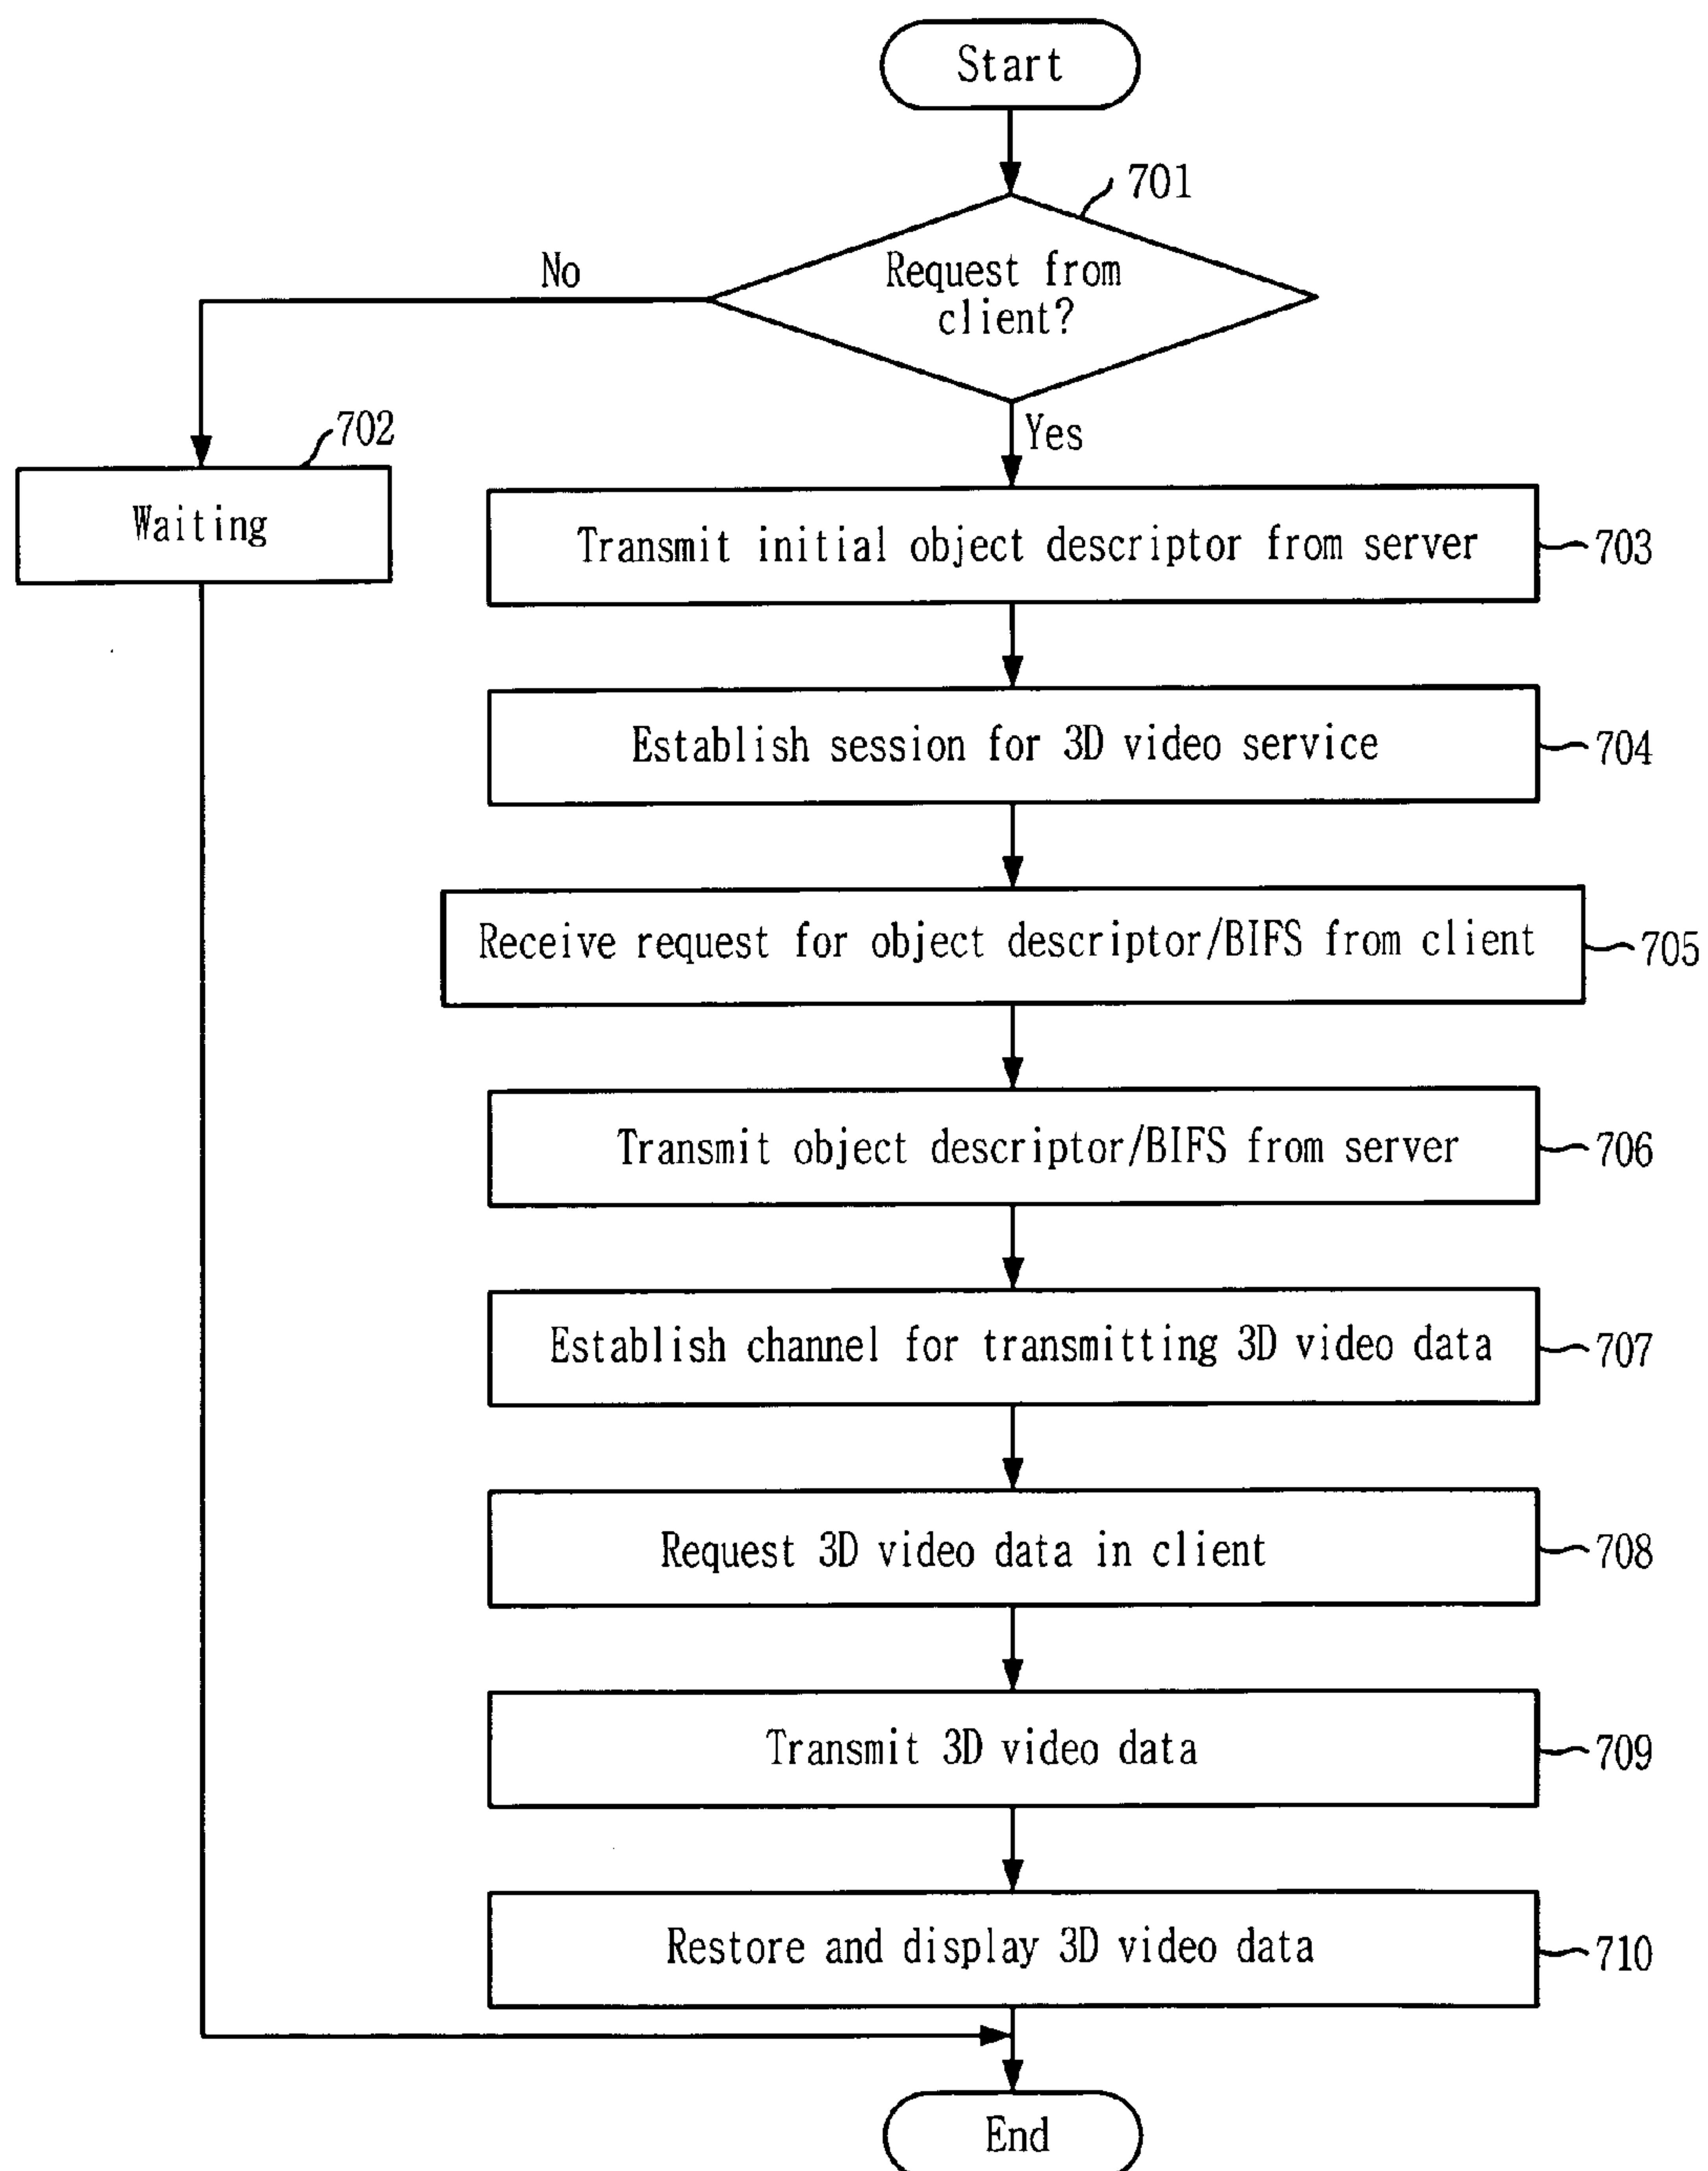 Start
701
Request from
client?
No
Yes
702
Waiting
Transmit initial object descriptor from server
703
Establish session for 3D video service
704
Receive request for object descriptor/BIFS from client
705
Transmit object descriptor/BIFS from server
706
Establish channel for transmitting 3D video data
707
Request 3D video data in client
708
Transmit 3D video data
709
Restore and display 3D video data
710
End